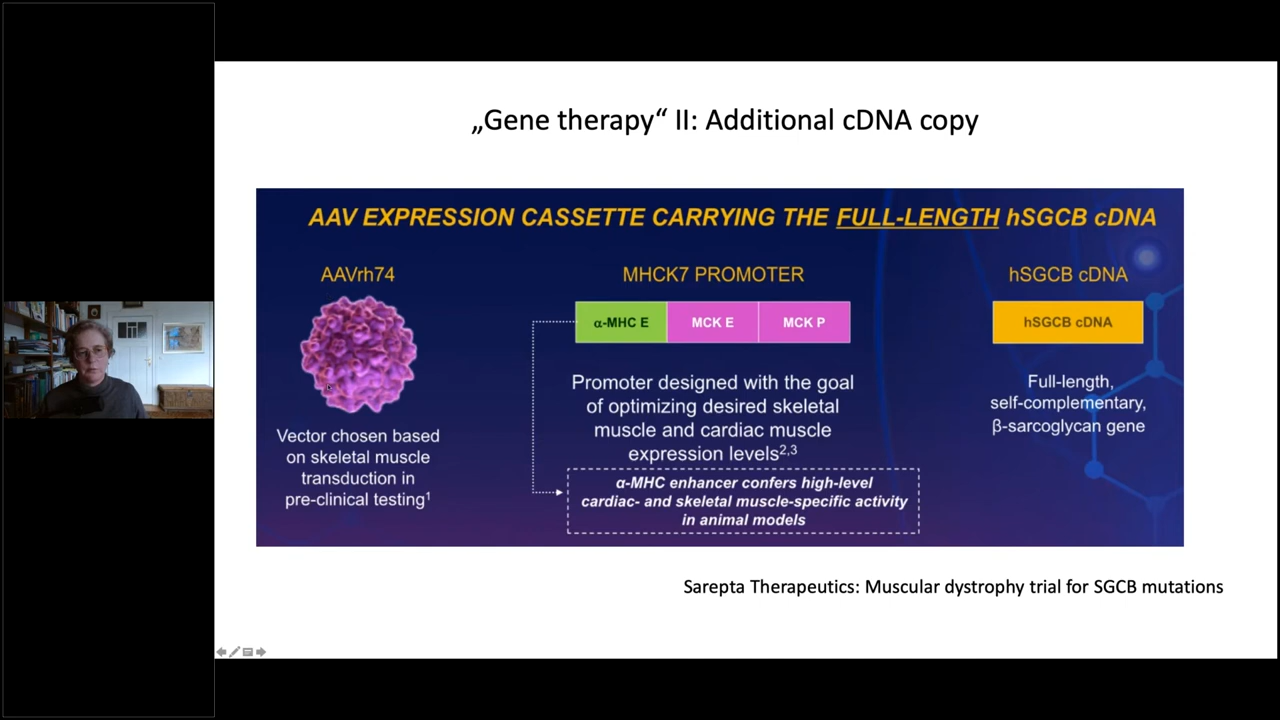 „Gene therapy“ II: Additional cDNA copy
AAV EXPRESSION CASSETTE CARRYING THE FULL-LENGTH hSGCB cDNA
AAVrh74
Vector chosen based
on skeletal muscle
transduction in
pre-clinical testing1
MHCK7 PROMOTER
α-MHC E
MCK E
MCK P
Promoter designed with the goal
of optimizing desired skeletal
muscle and cardiac muscle
expression levels2,3
α-MHC enhancer confers high-level
cardiac- and skeletal muscle-specific activity
in animal models
hSGCB cDNA
hSGCB cDNA
Full-length,
self-complementary,
β-sarcoglycan gene
Sarepta Therapeutics: Muscular dystrophy trial for SGCB mutations